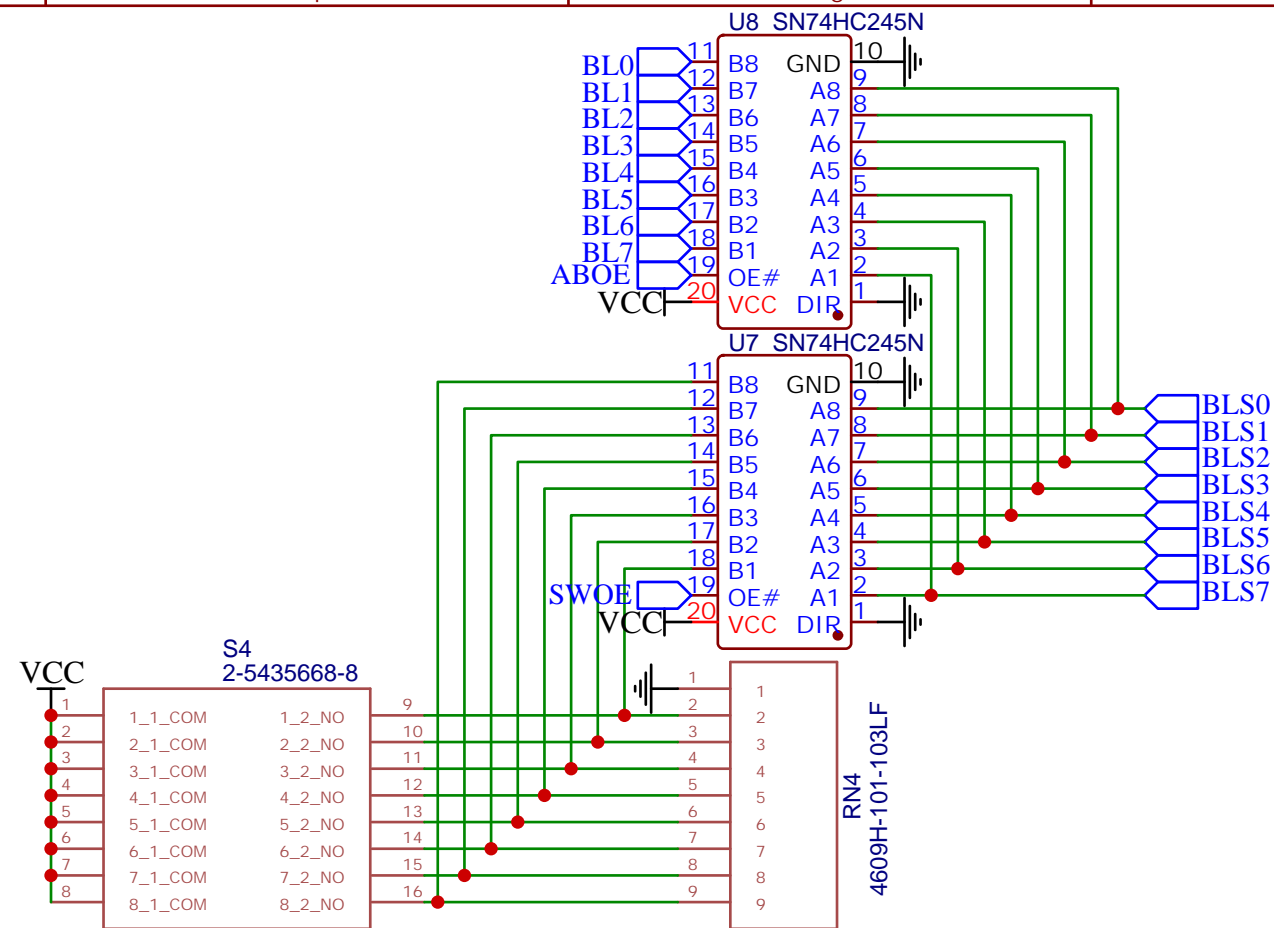 U8 SN74HC245N
BL0 11 B8 GND 10
BL1 12 B7 A8 9
BL2 13 B6 A7 8
BL3 14 B5 A6 7
BL4 15 B4 A5 6
BL5 16 B3 A4 5
BL6 17 B2 A3 4
BL7 18 B1 A2 3
ABOE 19 OE# A1 2
VCC 20 VCC DIR 1
U7 SN74HC245N
11 B8 GND 10
12 B7 A8 9 BLS0
13 B6 A7 8 BLS1
14 B5 A6 7 BLS2
15 B4 A5 6 BLS3
16 B3 A4 5 BLS4
17 B2 A3 4 BLS5
18 B1 A2 3 BLS6
SWOE 19 OE# A1 2 BLS7
VCC 20 VCC DIR 1
S4
2-5435668-8
VCC
1 1_1_COM 1_2_NO 9
2 2_1_COM 2_2_NO 10
3 3_1_COM 3_2_NO 11
4 4_1_COM 4_2_NO 12
5 5_1_COM 5_2_NO 13
6 6_1_COM 6_2_NO 14
7 7_1_COM 7_2_NO 15
8 8_1_COM 8_2_NO 16
1 1
2 2
3 3
4 4
5 5
6 6
7 7
8 8
9 9
RN4
4609H-101-103LF